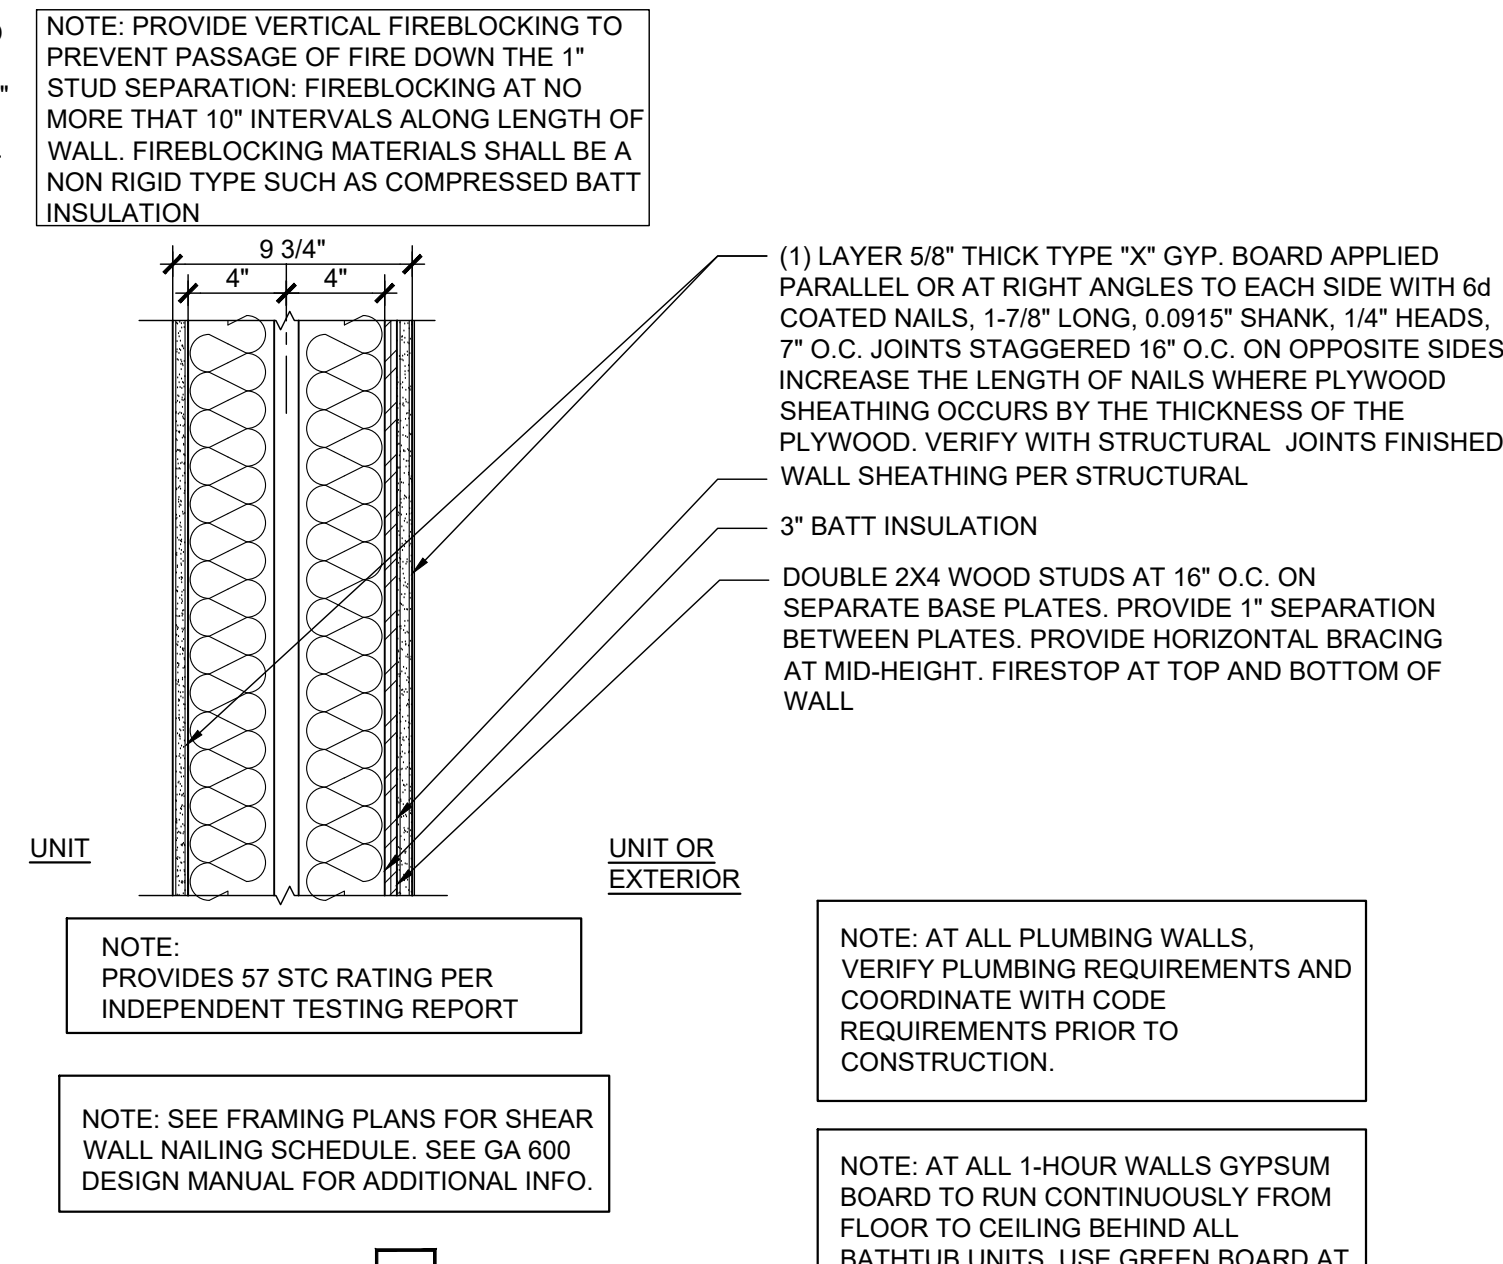 NOTE: PROVIDE VERTICAL FIREBLOCKING TO
PREVENT PASSAGE OF FIRE DOWN THE 1"
STUD SEPARATION: FIREBLOCKING AT NO
MORE THAT 10" INTERVALS ALONG LENGTH OF
WALL. FIREBLOCKING MATERIALS SHALL BE A
NON RIGID TYPE SUCH AS COMPRESSED BATT
INSULATION
9 3/4"
4" 4"
(1) LAYER 5/8" THICK TYPE "X" GYP. BOARD APPLIED
PARALLEL OR AT RIGHT ANGLES TO EACH SIDE WITH 6d
COATED NAILS, 1-7/8" LONG, 0.0915" SHANK, 1/4" HEADS,
7" O.C. JOINTS STAGGERED 16" O.C. ON OPPOSITE SIDES
INCREASE THE LENGTH OF NAILS WHERE PLYWOOD
SHEATHING OCCURS BY THE THICKNESS OF THE
PLYWOOD. VERIFY WITH STRUCTURAL JOINTS FINISHED
WALL SHEATHING PER STRUCTURAL
3" BATT INSULATION
DOUBLE 2X4 WOOD STUDS AT 16" O.C. ON
SEPARATE BASE PLATES. PROVIDE 1" SEPARATION
BETWEEN PLATES. PROVIDE HORIZONTAL BRACING
AT MID-HEIGHT. FIRESTOP AT TOP AND BOTTOM OF
WALL
UNIT
UNIT OR
EXTERIOR
NOTE:
PROVIDES 57 STC RATING PER
INDEPENDENT TESTING REPORT
NOTE: SEE FRAMING PLANS FOR SHEAR
WALL NAILING SCHEDULE. SEE GA 600
DESIGN MANUAL FOR ADDITIONAL INFO.
NOTE: AT ALL PLUMBING WALLS,
VERIFY PLUMBING REQUIREMENTS AND
COORDINATE WITH CODE
REQUIREMENTS PRIOR TO
CONSTRUCTION.
NOTE: AT ALL 1-HOUR WALLS GYPSUM
BOARD TO RUN CONTINUOUSLY FROM
FLOOR TO CEILING BEHIND ALL
BATHTUB UNITS. USE GREEN BOARD AT